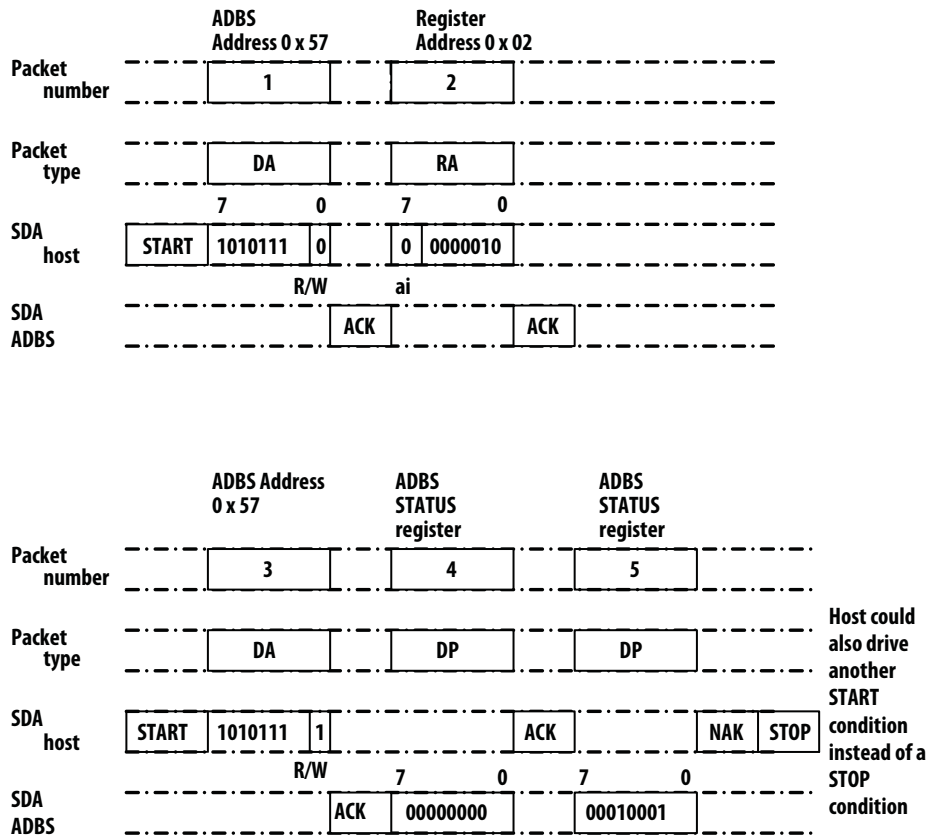 ADBS
Address 0 x 57
Register
Address 0 x 02
Packet
number
1
2
Packet
type
DA
RA
7 0 7 0
SDA
host
START 1010111 0 0 0000010
R/W ai
SDA
ADBS
ACK ACK
ADBS Address
0 x 57
ADBS
STATUS
register
ADBS
STATUS
register
Packet
number
3 4 5
Packet
type
DA DP DP
SDA
host
START 1010111 1 ACK NAK STOP
R/W 7 0 7 0
SDA
ADBS
ACK 00000000 00010001
Host could
also drive
another
START
condition
instead of a
STOP
condition